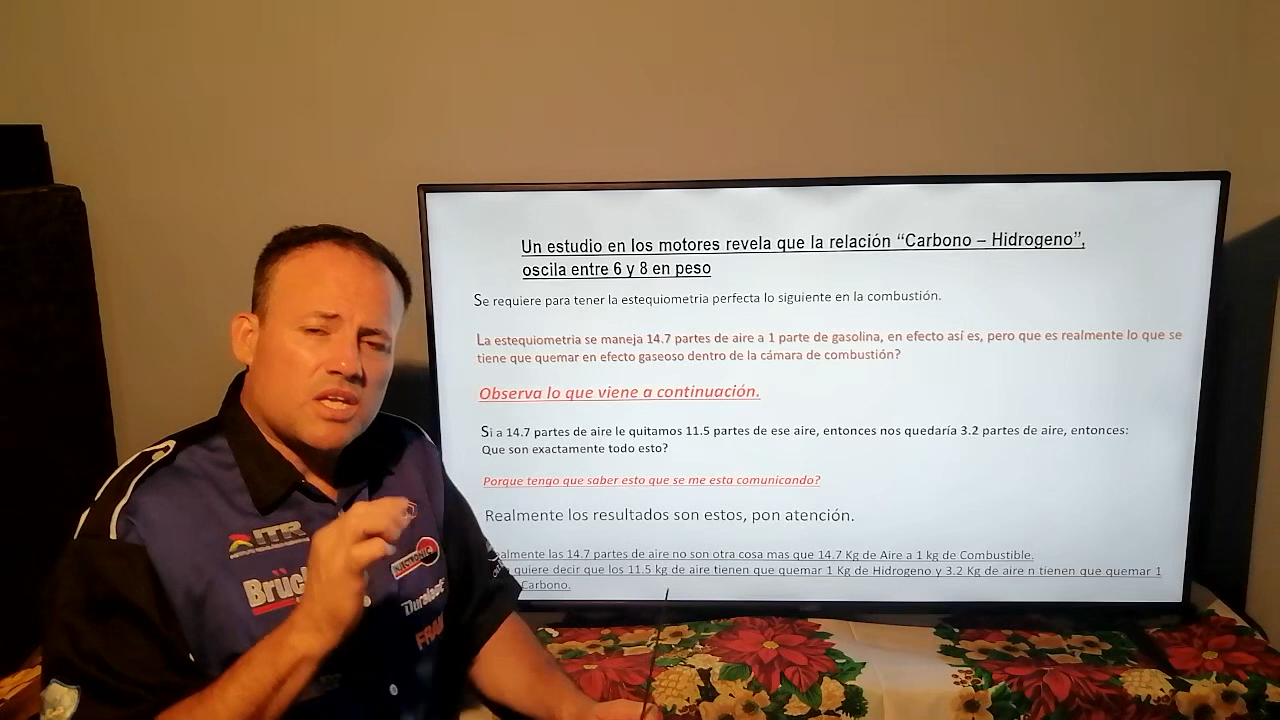 Un estudio en los motores revela que la relación “Carbono – Hidrogeno”,
oscila entre 6 y 8 en peso
Se requiere para tener la estequiometria perfecta lo siguiente en la combustión.
La estequiometria se maneja 14.7 partes de aire a 1 parte de gasolina, en efecto así es, pero que es realmente lo que se
tiene que quemar en efecto gaseoso dentro de la cámara de combustión?
Observa lo que viene a continuación.
Si a 14.7 partes de aire le quitamos 11.5 partes de ese aire, entonces nos quedaría 3.2 partes de aire, entonces:
Que son exactamente todo esto?
Porque tengo que saber esto que se me esta comunicando?
Realmente los resultados son estos, pon atención.
las 14.7 partes de aire no son otra cosa mas que 14.7 Kg de Aire a 1 kg de Combustible.
quiere decir que los 11.5 kg de aire tienen que quemar 1 Kg de Hidrogeno y 3.2 Kg de aire n tienen que quemar 1
Carbono.
ITR